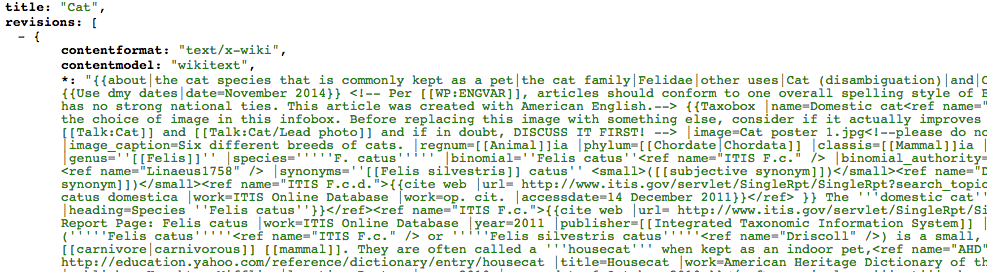 title: "Cat",
revisions: [
- {
contentformat: "text/x-wiki",
contentmodel: "wikitext",
*: "{{about|the cat species that is commonly kept as a pet|the cat family|Felidae|other uses|Cat (disambiguation)|and|C
{{Use dmy dates|date=November 2014}} <!-- Per [[WP:ENGVAR]], articles should conform to one overall spelling style of E
has no strong national ties. This article was created with American English.--> {{Taxobox |name=Domestic cat<ref name="
the choice of image in this infobox. Before replacing this image with something else, consider if it actually improves
[[Talk:Cat]] and [[Talk:Cat/Lead photo]] and if in doubt, DISCUSS IT FIRST! --> |image=Cat poster 1.jpg<!--please do no
|image_caption=Six different breeds of cats. |regnum=[[Animal]]ia |phylum=[[Chordate|Chordata]] |classis=[[Mammal]]ia |
|genus=''[[Felis]]'' |species='''''F. catus''''' |binomial=''Felis catus''<ref name="ITIS F.c." /> |binomial_authority=
<ref name="Linaeus1758" /> |synonyms=''[[Felis silvestris]] catus'' <small>([[subjective synonym]])</small><ref name="D
synonym]])</small><ref name="ITIS F.c.d.">{{cite web |url= http://www.itis.gov/servlet/SingleRpt/SingleRpt?search_topic
catus domestica |work=ITIS Online Database |work=op. cit. |accessdate=14 December 2011}}</ref> }} The '''domestic cat''
|heading=Species ''Felis catus''}}</ref><ref name="ITIS F.c.">{{cite web |url= http://www.itis.gov/servlet/SingleRpt/Si
Report Page: Felis catus |work=ITIS Online Database |year=2011 |publisher=[[Integrated Taxonomic Information System]] |
('''''Felis catus'''''<ref name="ITIS F.c." /> or '''''Felis silvestris catus'''''<ref name="Driscoll" />) is a small,
[[carnivore|carnivorous]] [[mammal]]. They are often called a '''housecat''' when kept as an indoor pet,<ref name="AHD"
http://education.yahoo.com/reference/dictionary/entry/housecat |title=Housecat |work=American Heritage Dictionary of th